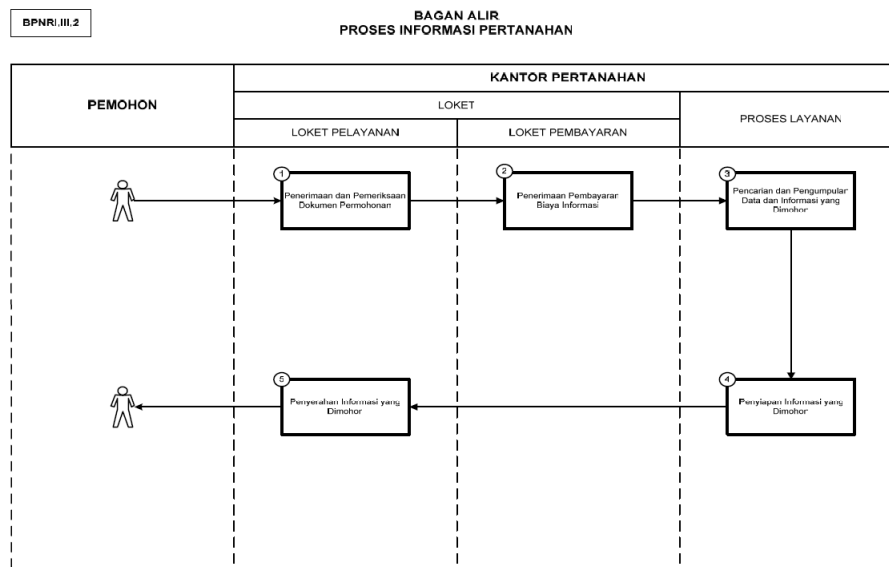 BPNRI.III.2
BAGAN ALIR
PROSES INFORMASI PERTANAHAN
PEMOHON
KANTOR PERTANAHAN
LOKET
PROSES LAYANAN
LOKET PELAYANAN
LOKET PEMBAYARAN
1
Penerimaan dan Pemeriksaan
Dokumen Permohonan
2
Penerimaan Pembayaran
Biaya Informasi
3
Pencarian dan Pengumpulan
Data dan Informasi yang
Dimohon
5
Penyerahan Informasi yang
Dimohon
4
Penyiapan Informasi yang
Dimohon